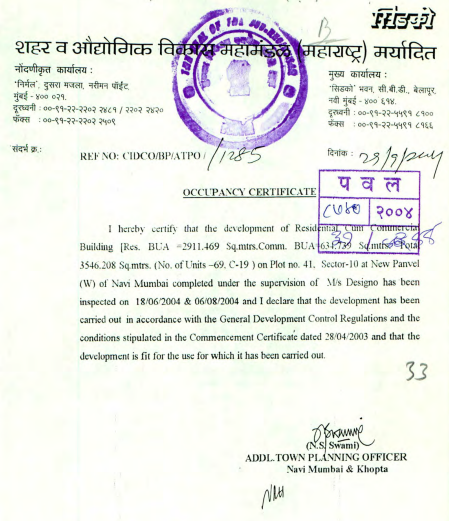 सिडको
शहर व औद्योगिक विकास महामंडळ (महाराष्ट्र) मर्यादित
नोंदणीकृत कार्यालय :
'निर्मल', दुसरा मजला, नरीमन पॉईंट,
मुंबई - ४०० ०२१.
दूरध्वनी : ००-९१-२२-२२०२ २४८१ / २२०२ २४२०
फॅक्स : ००-९१-२२-२२०२ २५०९
मुख्य कार्यालय :
'सिडको' भवन, सी.बी.डी., बेलापूर,
नवी मुंबई - ४०० ६१४.
दूरध्वनी : ००-९१-२२-५५९१ ८१००
फॅक्स : ००-९१-२२-५५९१ ८१६६
संदर्भ क्र.:
REF NO: CIDCO/BP/ATPO / 1285
दिनांक :
OCCUPANCY CERTIFICATE
प व ल
२००४
I hereby certify that the development of Residential Cum Commercial
Building [Res. BUA =2911.469 Sq.mtrs.Comm. BUA Sq.mtrs. Total
3546.208 Sq.mtrs. (No. of Units –69, C-19 ) on Plot no. 41, Sector-10 at New Panvel
(W) of Navi Mumbai completed under the supervision of M/s Designo has been
inspected on 18/06/2004 & 06/08/2004 and I declare that the development has been
carried out in accordance with the General Development Control Regulations and the
conditions stipulated in the Commencement Certificate dated 28/04/2003 and that the
development is fit for the use for which it has been carried out.
33
(N.S. Swami)
ADDL.TOWN PLANNING OFFICER
Navi Mumbai & Khopta